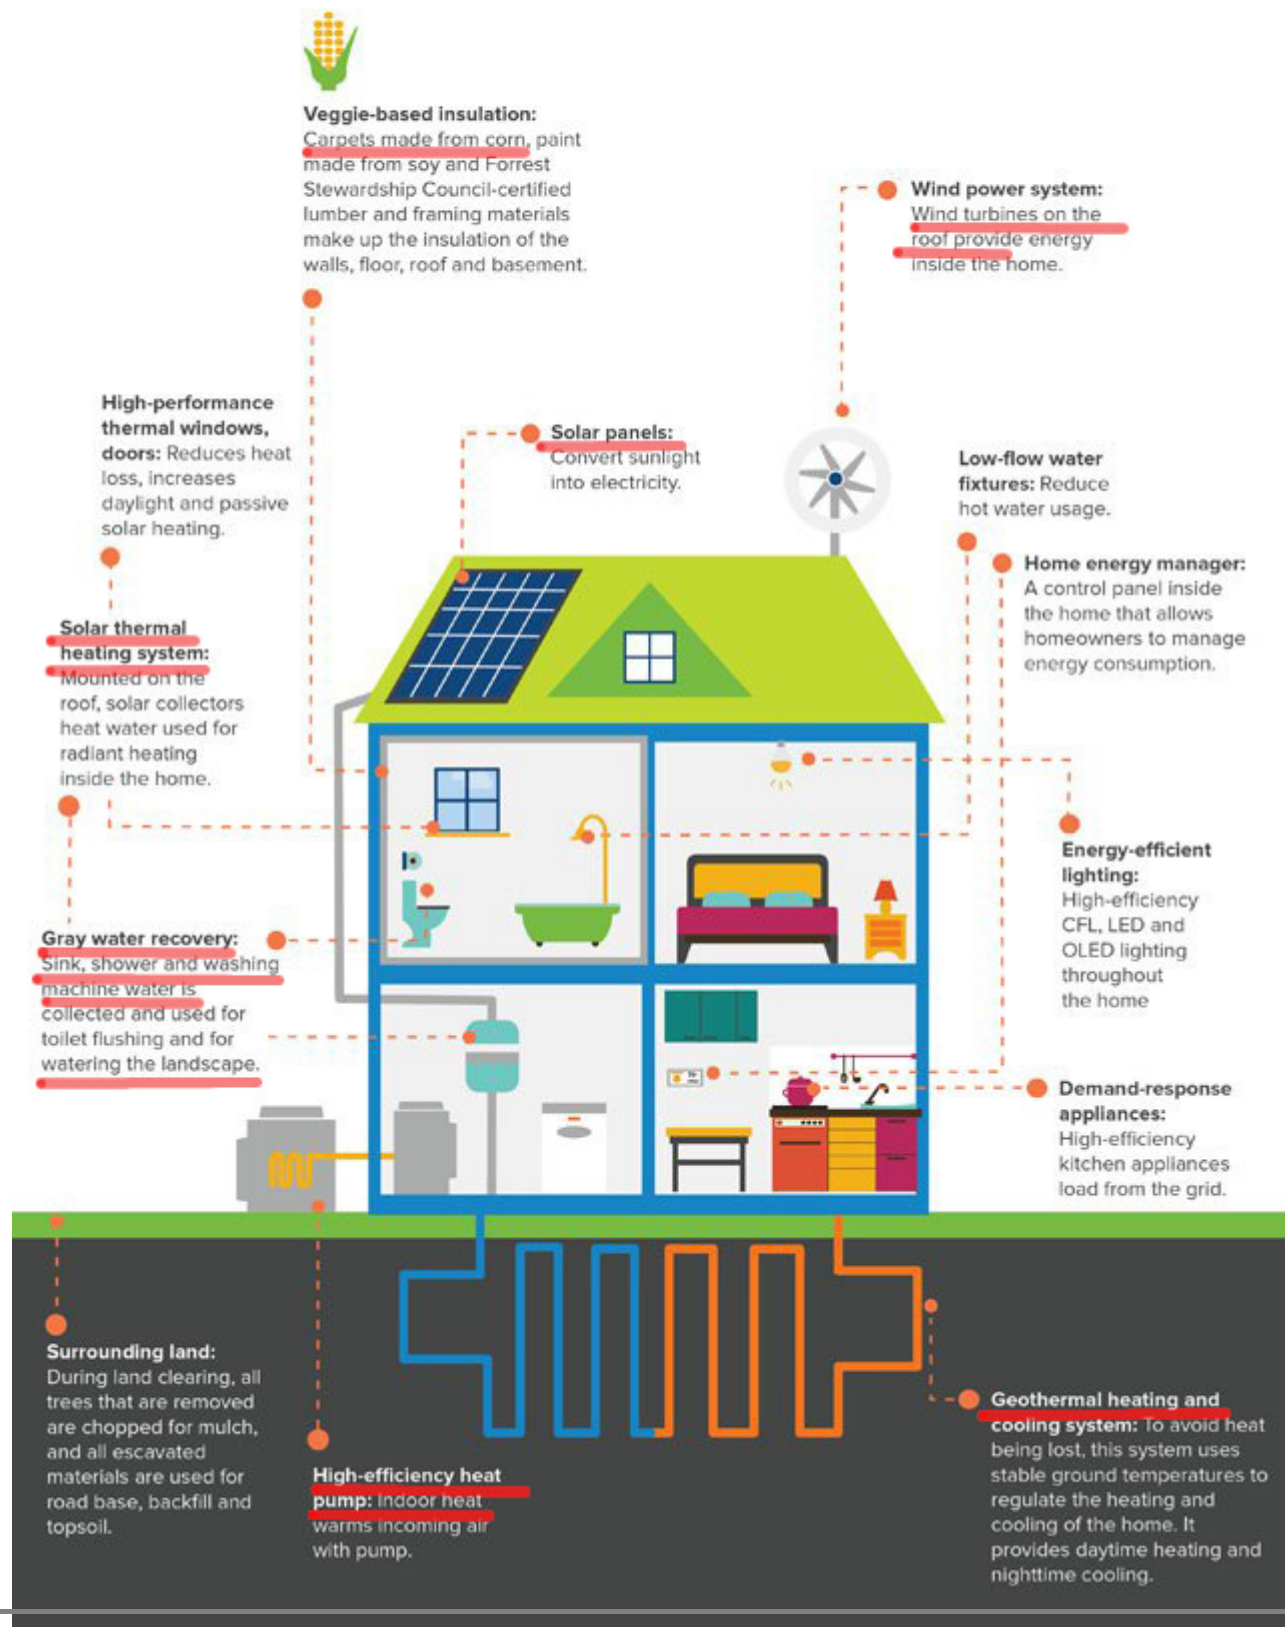 Veggie-based insulation:
Carpets made from corn, paint
made from soy and Forrest
Stewardship Council-certified
lumber and framing materials
make up the insulation of the
walls, floor, roof and basement.
Wind power system:
Wind turbines on the
roof provide energy
inside the home.
High-performance
thermal windows,
doors: Reduces heat
loss, increases
daylight and passive
solar heating.
Solar panels:
Convert sunlight
into electricity.
Low-flow water
fixtures: Reduce
hot water usage.
Home energy manager:
A control panel inside
the home that allows
homeowners to manage
energy consumption.
Solar thermal
heating system:
Mounted on the
roof, solar collectors
heat water used for
radiant heating
inside the home.
Energy-efficient
lighting:
High-efficiency
CFL, LED and
OLED lighting
throughout
the home
Gray water recovery:
Sink, shower and washing
machine water is
collected and used for
toilet flushing and for
watering the landscape.
Demand-response
appliances:
High-efficiency
kitchen appliances
load from the grid.
Surrounding land:
During land clearing, all
trees that are removed
are chopped for mulch,
and all escavated
materials are used for
road base, backfill and
topsoil.
High-efficiency heat
pump: Indoor heat
warms incoming air
with pump.
Geothermal heating and
cooling system: To avoid heat
being lost, this system uses
stable ground temperatures to
regulate the heating and
cooling of the home. It
provides daytime heating and
nighttime cooling.